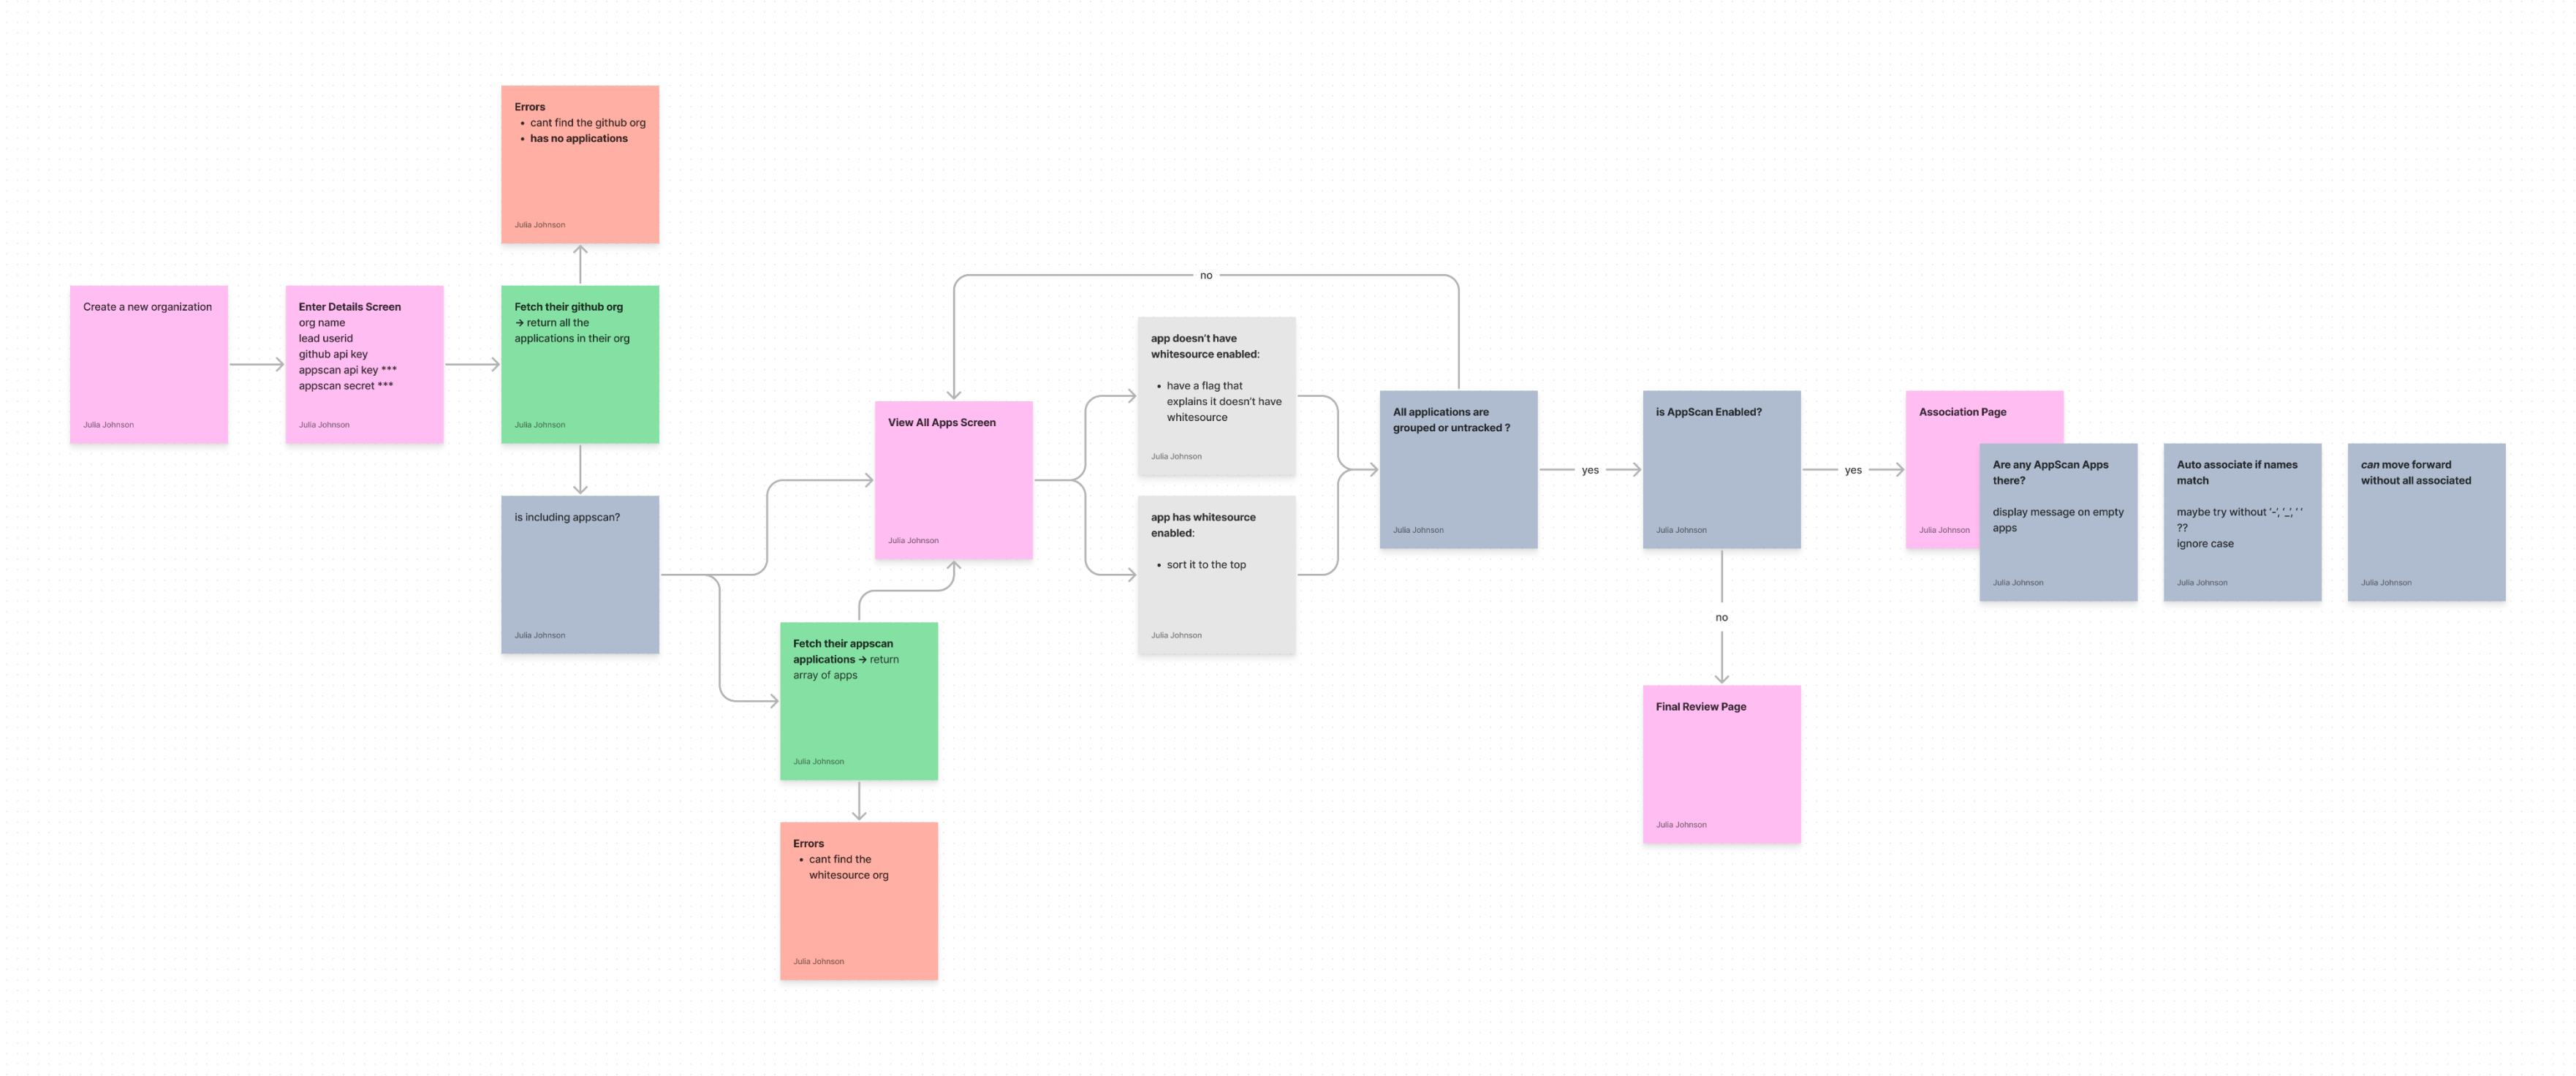 Errors
• cant find the github org
• has no applications
Julia Johnson
Create a new organization
Julia Johnson
Enter Details Screen
org name
lead userid
github api key
appscan api key ***
appscan secret ***
Julia Johnson
Fetch their github org
→ return all the
applications in their org
Julia Johnson
is including appscan?
Julia Johnson
View All Apps Screen
Julia Johnson
Fetch their appscan
applications → return
array of apps
Julia Johnson
Errors
• cant find the
whitesource org
Julia Johnson
no
app doesn't have
whitesource enabled:
• have a flag that
explains it doesn't have
whitesource
Julia Johnson
app has whitesource
enabled:
• sort it to the top
Julia Johnson
All applications are
grouped or untracked ?
Julia Johnson
yes
is AppScan Enabled?
Julia Johnson
no
Final Review Page
Julia Johnson
yes
Association Page
Julia Johnson
Are any AppScan Apps
there?
display message on empty
apps
Julia Johnson
Auto associate if names
match
maybe try without '-', '_', ' '
??
ignore case
Julia Johnson
can move forward
without all associated
Julia Johnson